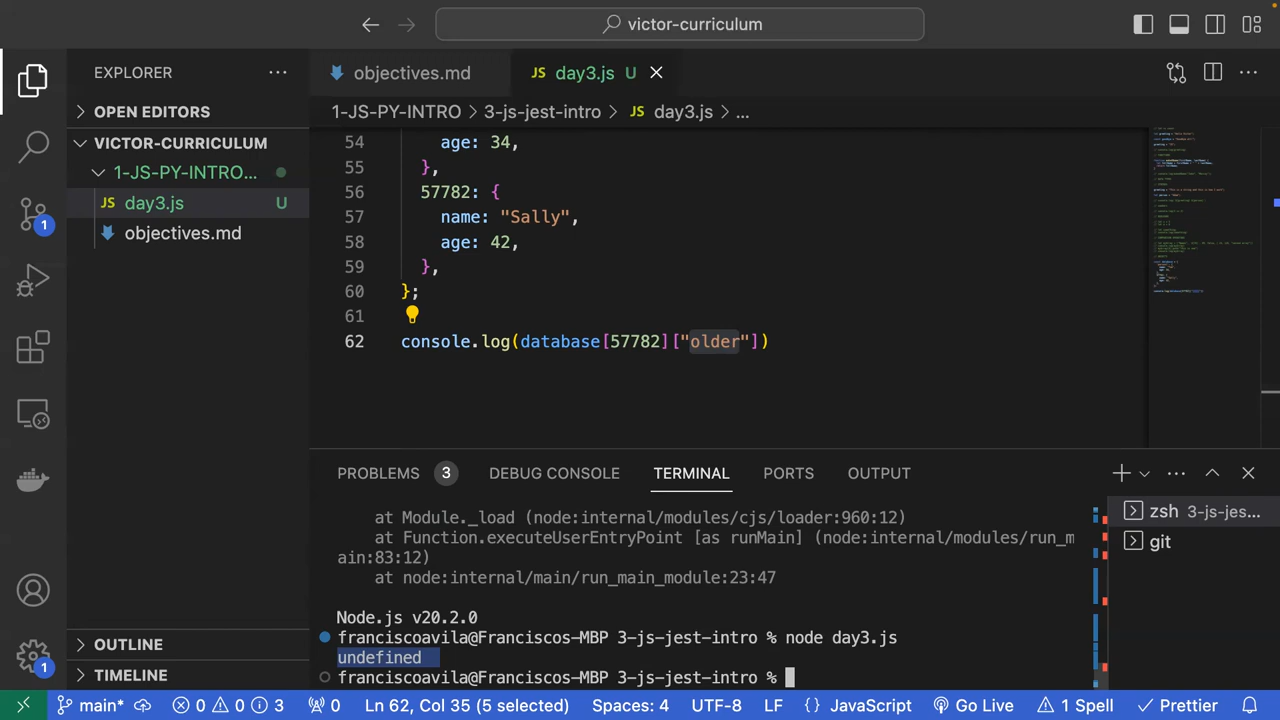 victor-curriculum
EXPLORER
OPEN EDITORS
VICTOR-CURRICULUM
1-JS-PY-INTRO...
JS day3.js U
objectives.md
OUTLINE
TIMELINE
1
1
objectives.md
JS day3.js U
1-JS-PY-INTRO > 3-js-jest-intro > JS day3.js > ...
54 age: 34,
55 },
56 57782: {
57 name: "Sally",
58 age: 42,
59 },
60 };
61
62 console.log(database[57782]["older"])
PROBLEMS 3 DEBUG CONSOLE TERMINAL PORTS OUTPUT
at Module._load (node:internal/modules/cjs/loader:960:12)
at Function.executeUserEntryPoint [as runMain] (node:internal/modules/run_m
ain:83:12)
at node:internal/main/run_main_module:23:47
Node.js v20.2.0
franciscoavila@Franciscos-MBP 3-js-jest-intro % node day3.js
undefined
franciscoavila@Franciscos-MBP 3-js-jest-intro %
zsh 3-js-jes...
git
main* 0 0 3 0 Ln 62, Col 35 (5 selected) Spaces: 4 UTF-8 LF {} JavaScript Go Live 1 Spell Prettier